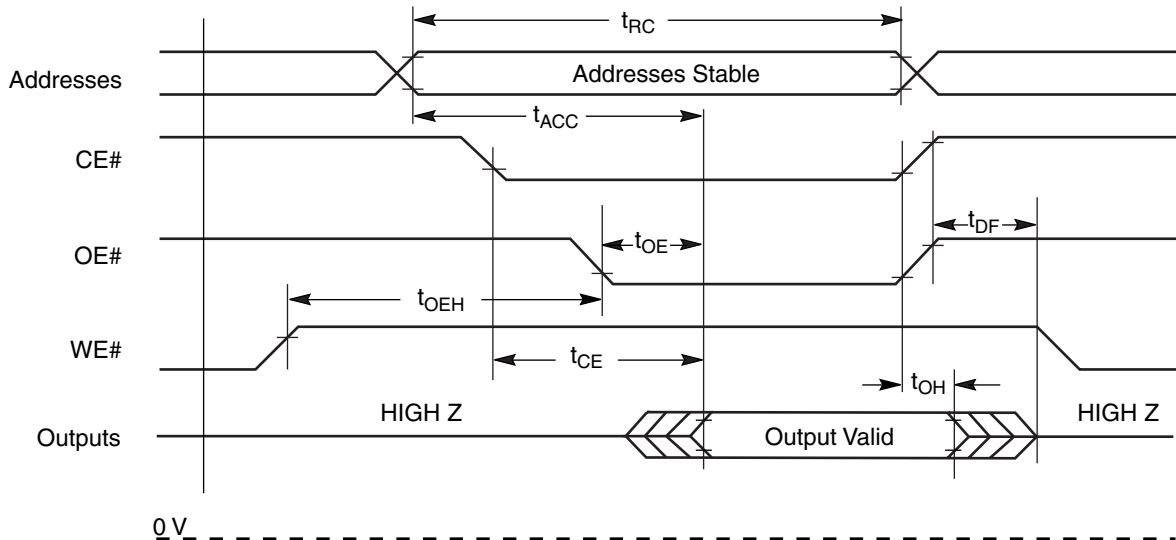 tRC
Addresses
Addresses Stable
tACC
CE#
tDF
OE#
tOE
tOEH
WE#
tCE
tOH
HIGH Z
HIGH Z
Outputs
Output Valid
0 V